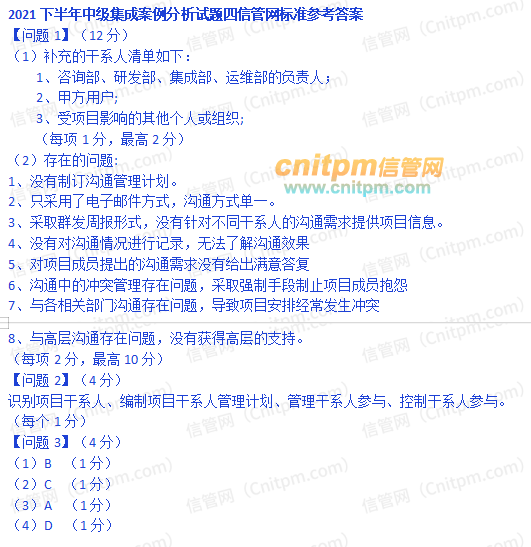 2021 下半年中级集成案例分析试题四信管网标准参考答案
【问题 1】（12 分）
（1）补充的干系人清单如下：
1、咨询部、研发部、集成部、运维部的负责人；
2、甲方用户;
3、受项目影响的其他个人或组织;
（每项 1 分，最高 2 分）
（2）存在的问题:
1、没有制订沟通管理计划。
2、只采用了电子邮件方式，沟通方式单一。
3、采取群发周报形式，没有针对不同干系人的沟通需求提供项目信息。
4、没有对沟通情况进行记录，无法了解沟通效果
5、对项目成员提出的沟通需求没有给出满意答复
6、沟通中的冲突管理存在问题，采取强制手段制止项目成员抱怨
7、与各相关部门沟通存在问题，导致项目安排经常发生冲突
8、与高层沟通存在问题，没有获得高层的支持。
（每项 2 分，最高 10 分）
【问题 2】（4 分）
识别项目干系人、编制项目干系人管理计划、管理干系人参与、控制干系人参与。
（每个 1 分）
【问题 3】（4 分）
（1）B （1 分）
（2）C （1 分）
（3）A （1 分）
（4）D （1 分）
cnitpm信管网
www.cnitpm.com
信管网（Cnitpm.com）